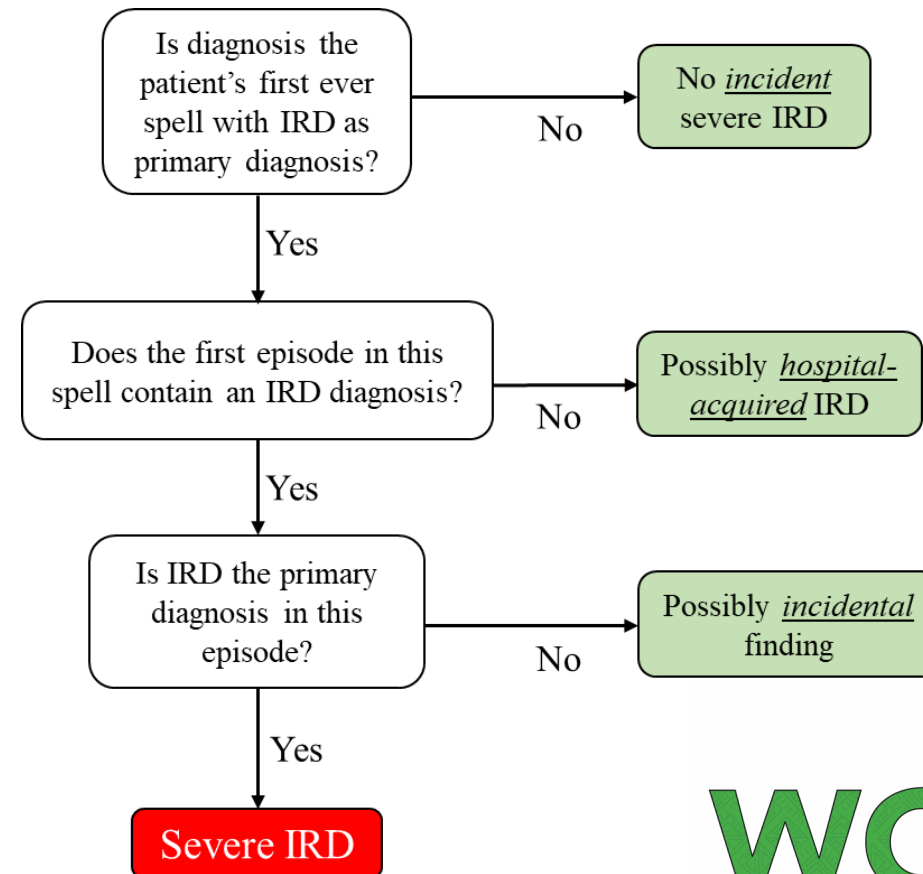 Is diagnosis the
patient's first ever
spell with IRD as
primary diagnosis?
No
No incident
severe IRD
Yes
Does the first episode in this
spell contain an IRD diagnosis?
No
Possibly hospital-
acquired IRD
Yes
Is IRD the primary
diagnosis in this
episode?
No
Possibly incidental
finding
Yes
Severe IRD